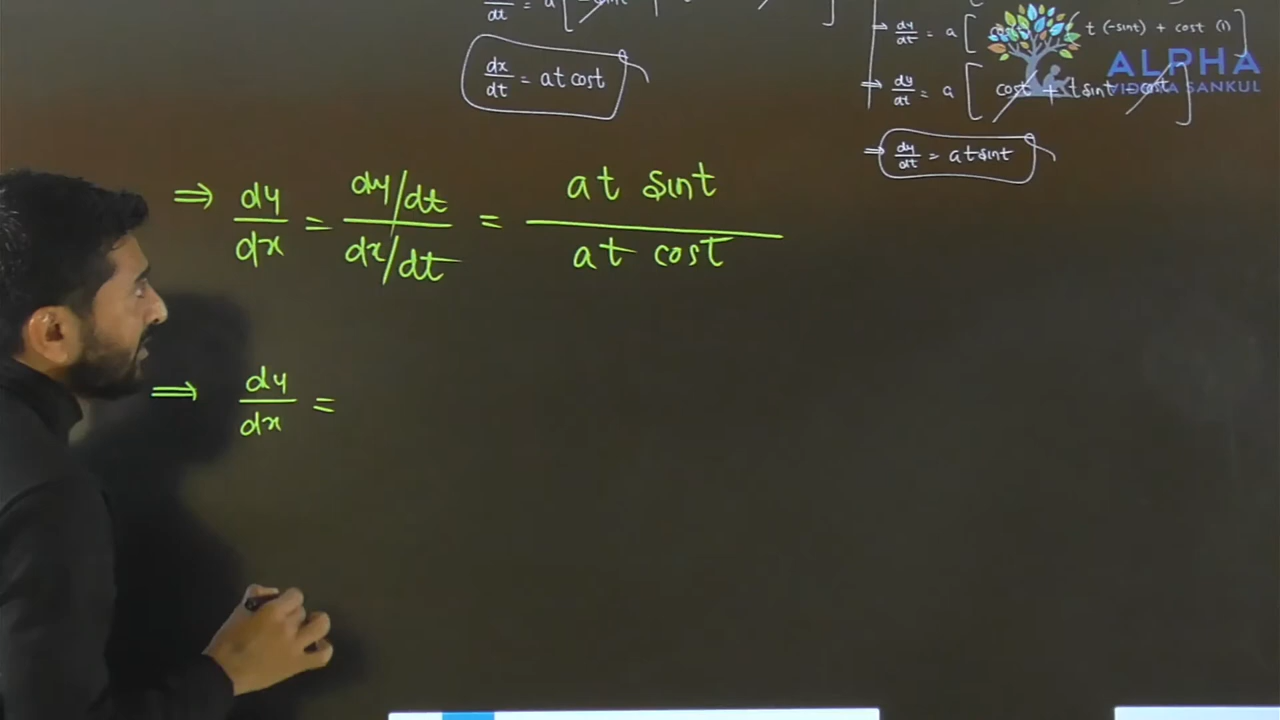 dx/dt = at cost
⇒ dy/dt = a [ t (-sint) + cost (1) ]
⇒ dy/dt = a [ cost + t sint - cost ]
⇒ dy/dt = at sint
ALPHA
VIDHYA SANKUL
⇒ dy/dx = (dy/dt)/(dx/dt) = (at sint)/(at cost)
⇒ dy/dx =